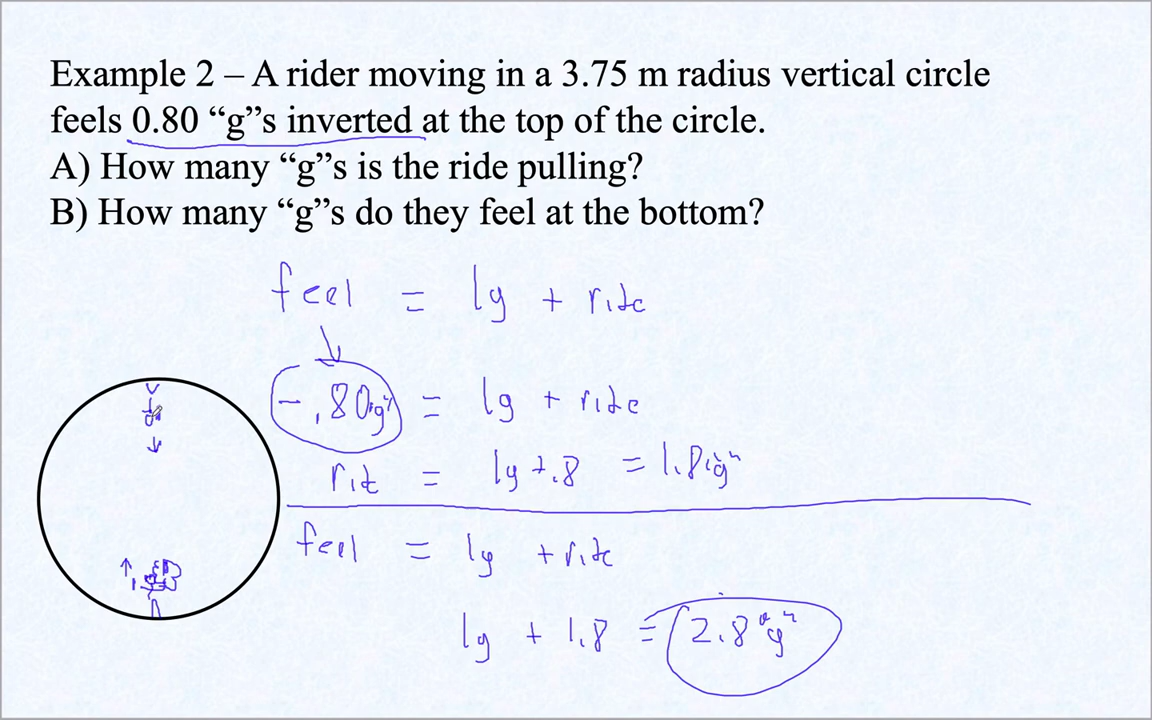 Example 2 – A rider moving in a 3.75 m radius vertical circle
feels 0.80 “g”s inverted at the top of the circle.
A) How many “g”s is the ride pulling?
B) How many “g”s do they feel at the bottom?
feel = 1g + ride
-.80"g" = 1g + ride
ride = 1g +.8 = 1.8"g"
feel = 1g + ride
1g + 1.8 = 2.8"g"